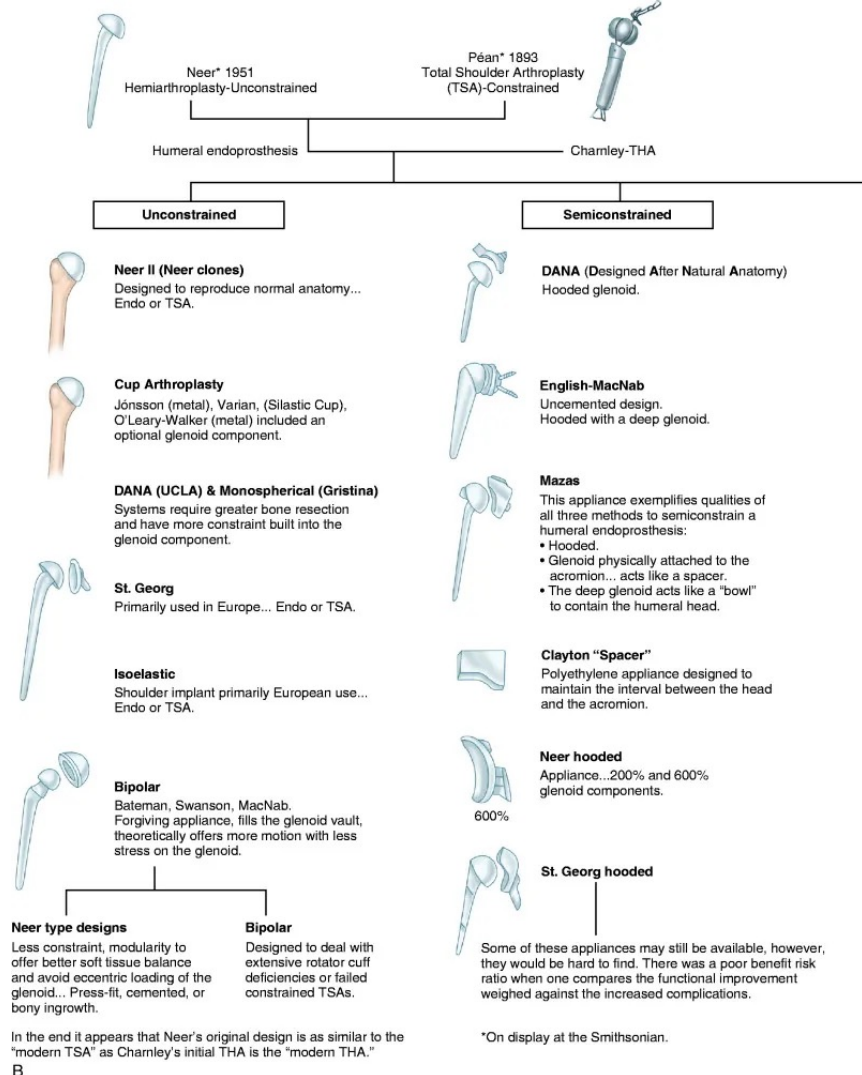 Neer* 1951
Hemiarthroplasty-Unconstrained
Péan* 1893
Total Shoulder Arthroplasty
(TSA)-Constrained
Humeral endoprosthesis
Charnley-THA
Unconstrained
Neer II (Neer clones)
Designed to reproduce normal anatomy...
Endo or TSA.
Cup Arthroplasty
Jónsson (metal), Varian, (Silastic Cup),
O'Leary-Walker (metal) included an
optional glenoid component.
DANA (UCLA) & Monospherical (Gristina)
Systems require greater bone resection
and have more constraint built into the
glenoid component.
St. Georg
Primarily used in Europe... Endo or TSA.
Isoelastic
Shoulder implant primarily European use...
Endo or TSA.
Bipolar
Bateman, Swanson, MacNab.
Forgiving appliance, fills the glenoid vault,
theoretically offers more motion with less
stress on the glenoid.
Neer type designs
Less constraint, modularity to
offer better soft tissue balance
and avoid eccentric loading of the
glenoid... Press-fit, cemented, or
bony ingrowth.
Bipolar
Designed to deal with
extensive rotator cuff
deficiencies or failed
constrained TSAs.
In the end it appears that Neer's original design is as similar to the
“modern TSA” as Charnley's initial THA is the “modern THA.”
B
Semiconstrained
DANA (Designed After Natural Anatomy)
Hooded glenoid.
English-MacNab
Uncemented design.
Hooded with a deep glenoid.
Mazas
This appliance exemplifies qualities of
all three methods to semiconstrain a
humeral endoprosthesis:
• Hooded.
• Glenoid physically attached to the
acromion... acts like a spacer.
• The deep glenoid acts like a “bowl”
to contain the humeral head.
Clayton “Spacer”
Polyethylene appliance designed to
maintain the interval between the head
and the acromion.
Neer hooded
Appliance...200% and 600%
glenoid components.
600%
St. Georg hooded
Some of these appliances may still be available, however,
they would be hard to find. There was a poor benefit risk
ratio when one compares the functional improvement
weighed against the increased complications.
*On display at the Smithsonian.